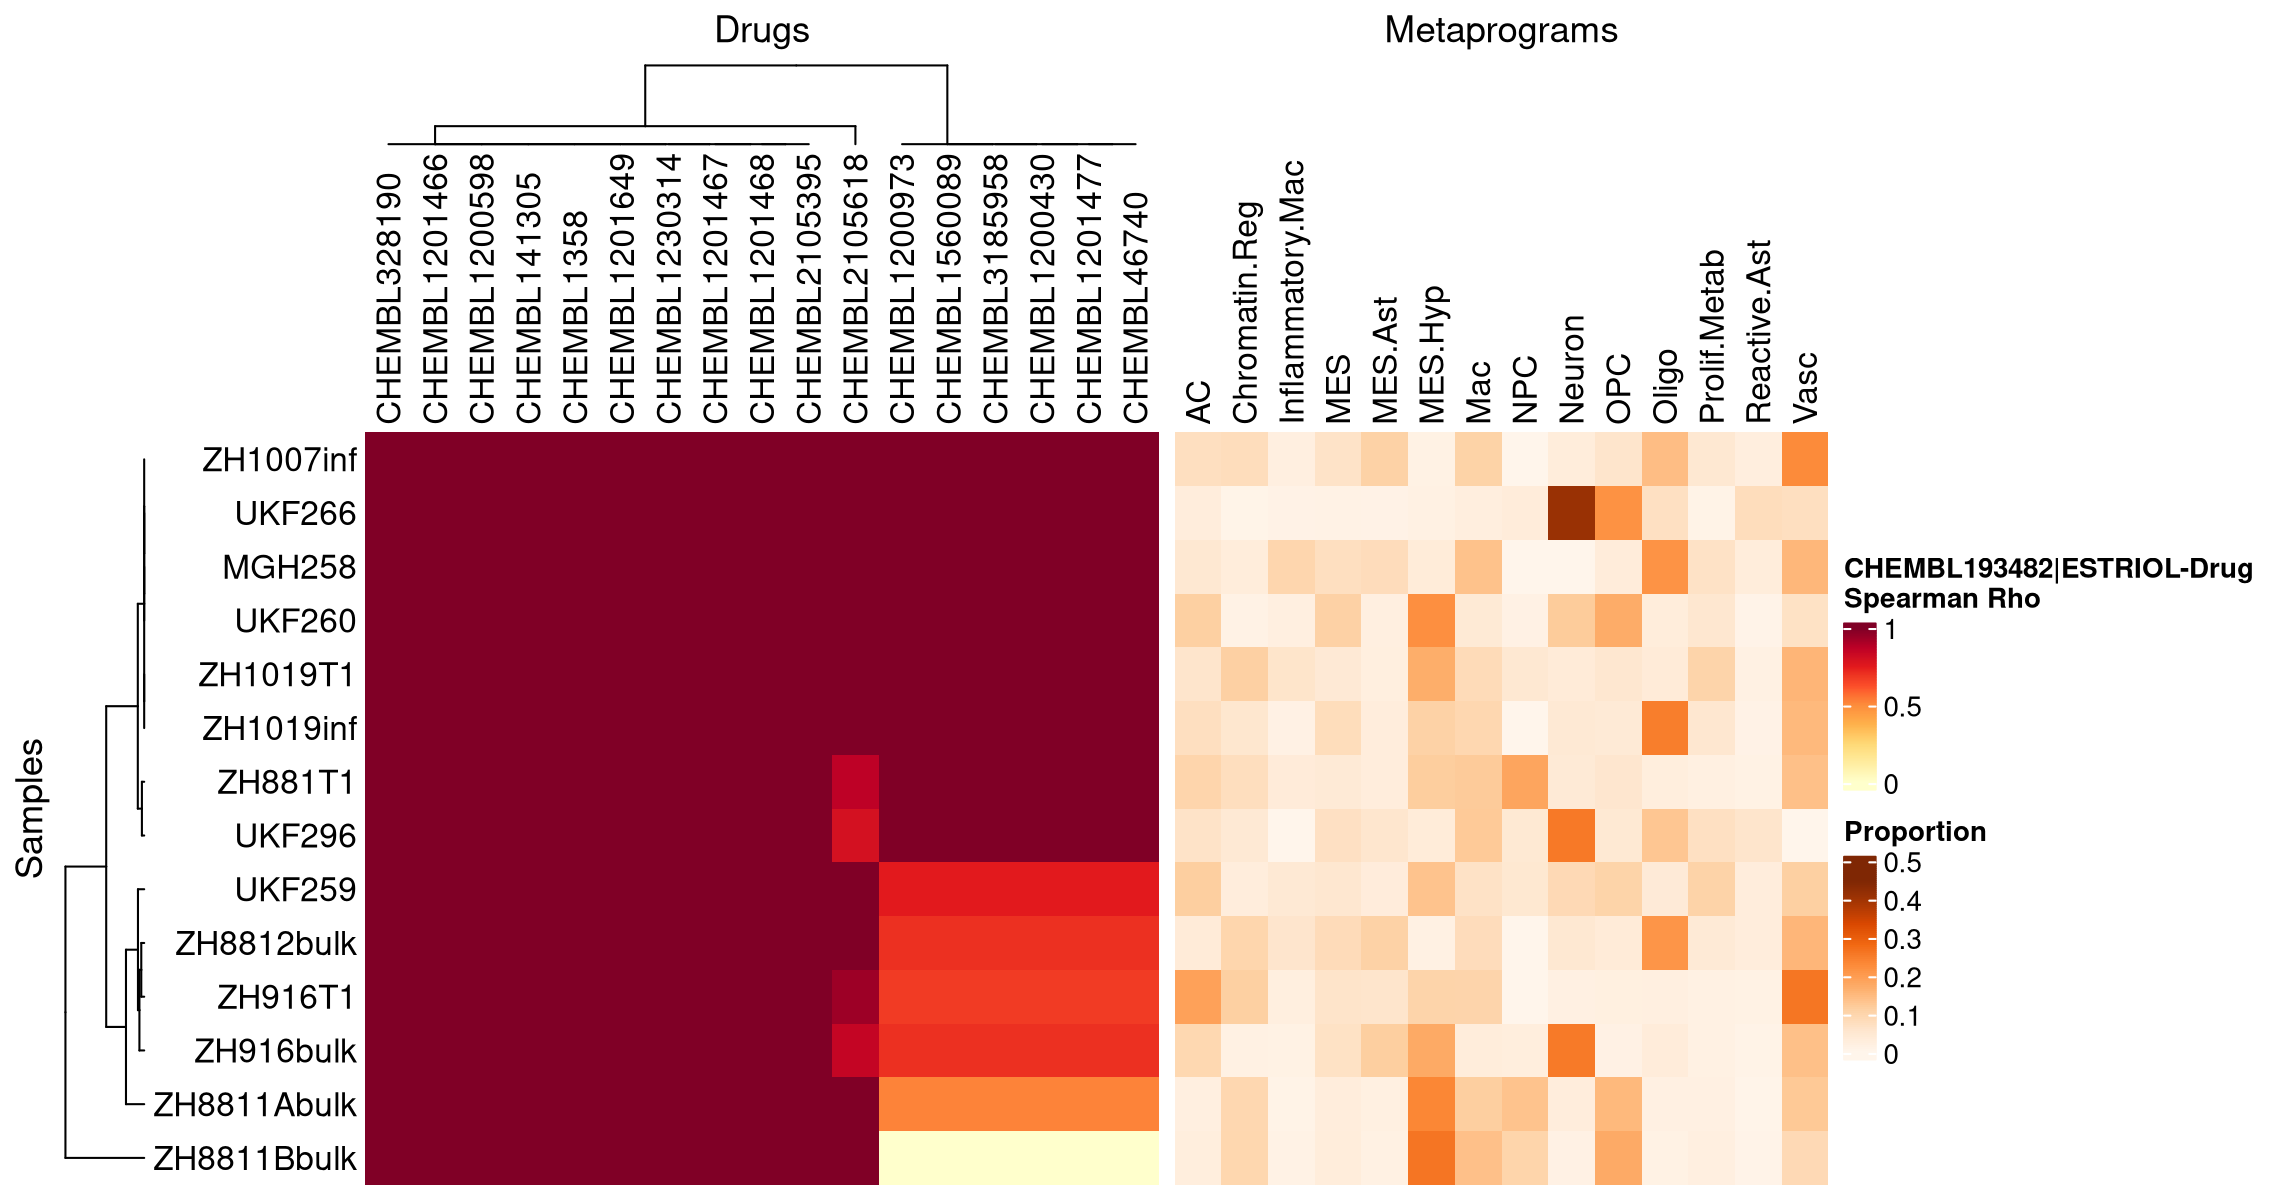 Drugs
Metaprograms
CHEMBL328190
CHEMBL1201466
CHEMBL1200598
CHEMBL141305
CHEMBL1358
CHEMBL1201649
CHEMBL1230314
CHEMBL1201467
CHEMBL1201468
CHEMBL2105395
CHEMBL2105618
CHEMBL1200973
CHEMBL1560089
CHEMBL3185958
CHEMBL1200430
CHEMBL1201477
CHEMBL46740
AC
Chromatin.Reg
Inflammatory.Mac
MES
MES.Ast
MES.Hyp
Mac
NPC
Neuron
OPC
Oligo
Prolif.Metab
Reactive.Ast
Vasc
Samples
ZH1007inf
UKF266
MGH258
UKF260
ZH1019T1
ZH1019inf
ZH881T1
UKF296
UKF259
ZH8812bulk
ZH916T1
ZH916bulk
ZH8811Abulk
ZH8811Bbulk
CHEMBL193482|ESTRIOL-Drug
Spearman Rho
1
0.5
0
Proportion
0.5
0.4
0.3
0.2
0.1
0